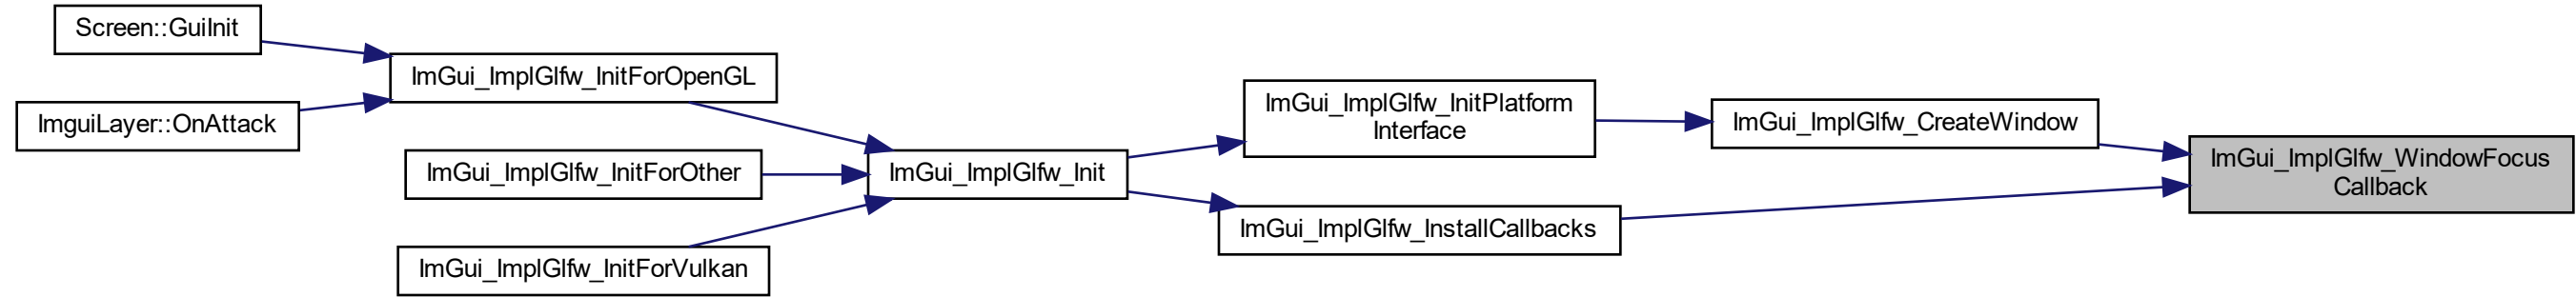 Screen::GuiInit
ImguiLayer::OnAttack
ImGui_ImplGlfw_InitForOpenGL
ImGui_ImplGlfw_InitForOther
ImGui_ImplGlfw_InitForVulkan
ImGui_ImplGlfw_Init
ImGui_ImplGlfw_InitPlatform
Interface
ImGui_ImplGlfw_InstallCallbacks
ImGui_ImplGlfw_CreateWindow
ImGui_ImplGlfw_WindowFocus
Callback